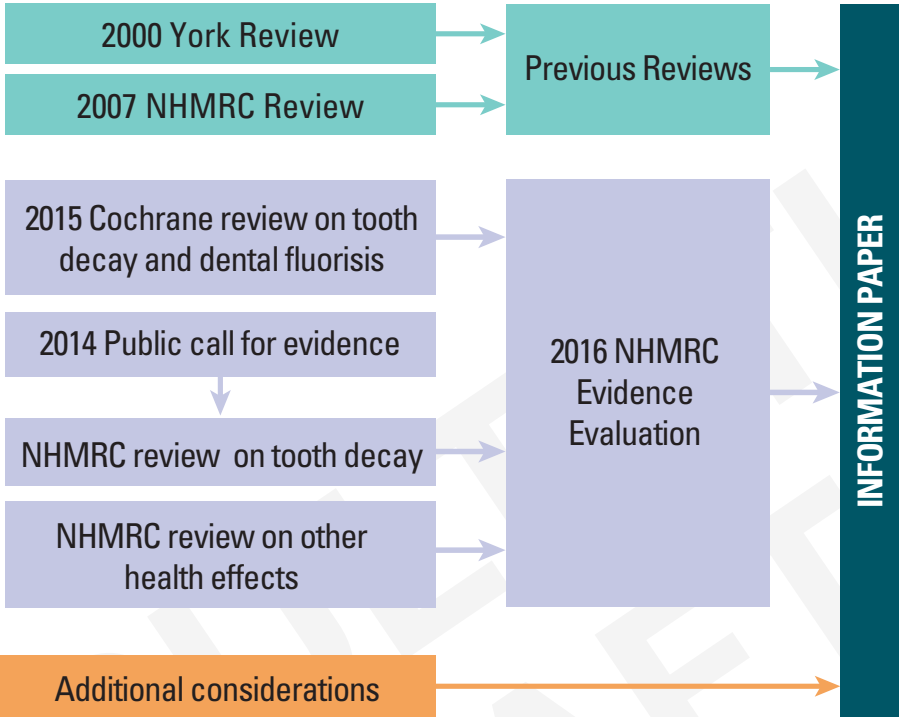 2000 York Review
2007 NHMRC Review
Previous Reviews
2015 Cochrane review on tooth
decay and dental fluorisis
2014 Public call for evidence
NHMRC review on tooth decay
NHMRC review on other
health effects
2016 NHMRC
Evidence
Evaluation
Additional considerations
INFORMATION PAPER